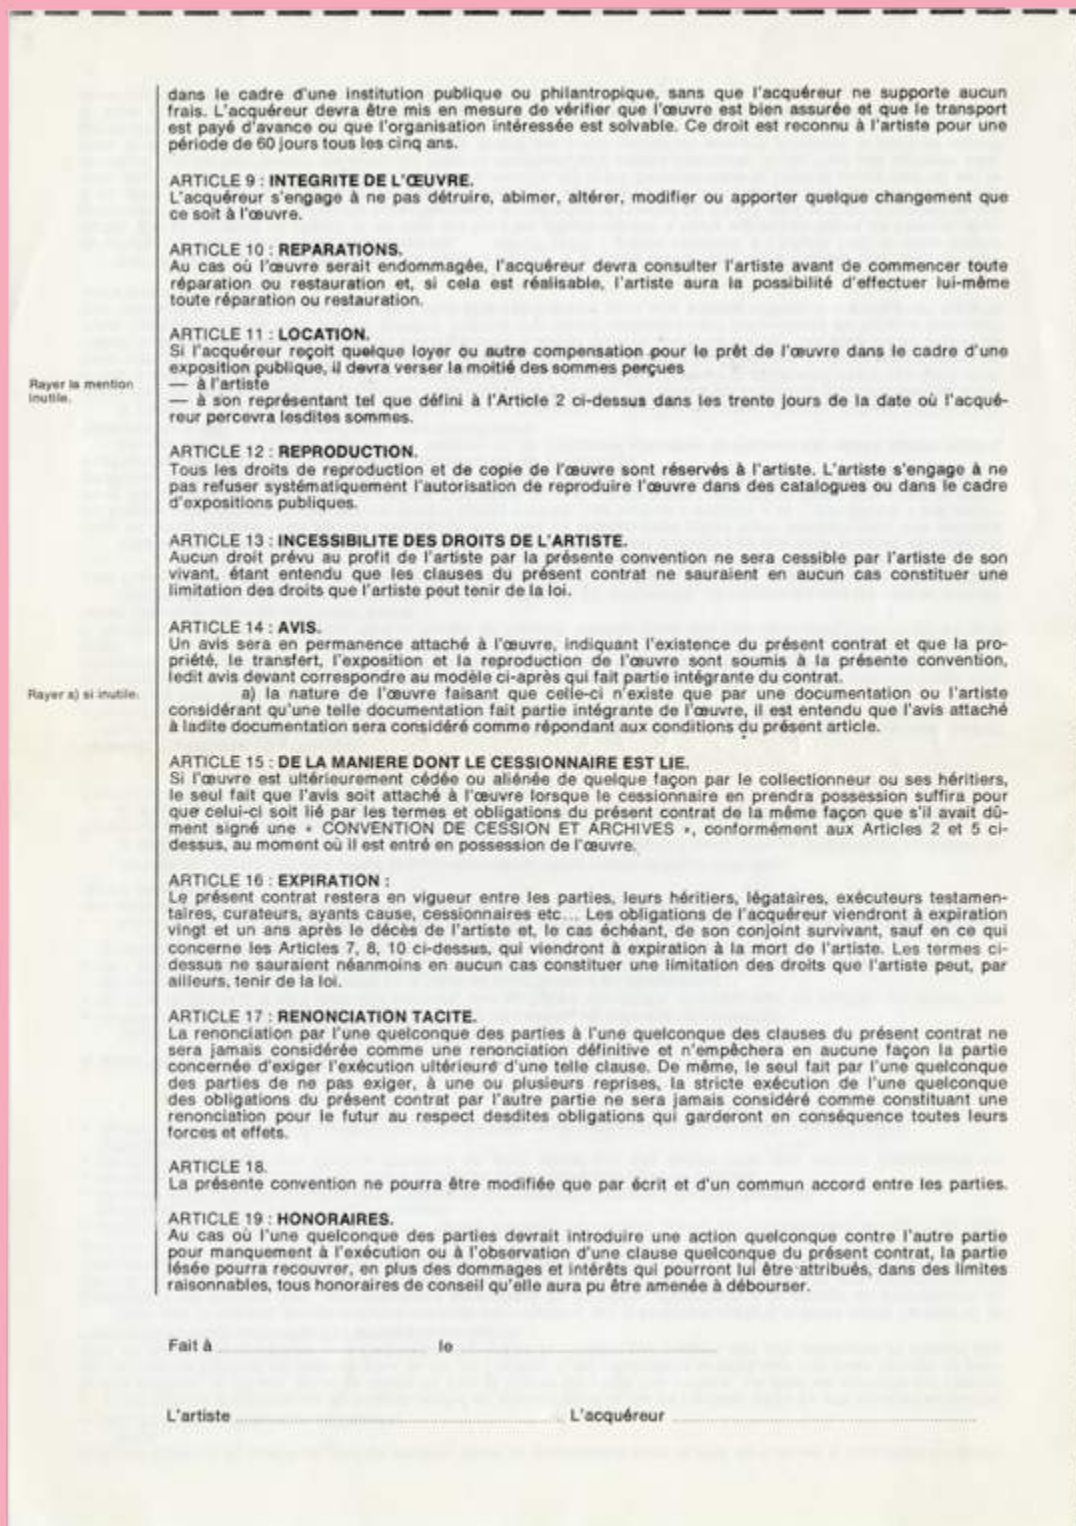 dans le cadre d'une institution publique ou philantropique, sans que l'acquéreur ne supporte aucun
frais. L'acquéreur devra être mis en mesure de vérifier que l'œuvre est bien assurée et que le transport
est payé d'avance ou que l'organisation intéressée est solvable. Ce droit est reconnu à l'artiste pour une
période de 60 jours tous les cinq ans.
ARTICLE 9 : INTEGRITE DE L'ŒUVRE.
L'acquéreur s'engage à ne pas détruire, abimer, altérer, modifier ou apporter quelque changement que
ce soit à l'œuvre.
ARTICLE 10 : REPARATIONS.
Au cas où l'œuvre serait endommagée, l'acquéreur devra consulter l'artiste avant de commencer toute
réparation ou restauration et, si cela est réalisable, l'artiste aura la possibilité d'effectuer lui-même
toute réparation ou restauration.
ARTICLE 11 : LOCATION.
Si l'acquéreur reçoit quelque loyer ou autre compensation pour le prêt de l'œuvre dans le cadre d'une
exposition publique, il devra verser la moitié des sommes perçues
Rayer la mention
inutile.
— à l'artiste
— à son représentant tel que défini à l'Article 2 ci-dessus dans les trente jours de la date où l'acqué-
reur percevra lesdites sommes.
ARTICLE 12 : REPRODUCTION.
Tous les droits de reproduction et de copie de l'œuvre sont réservés à l'artiste. L'artiste s'engage à ne
pas refuser systématiquement l'autorisation de reproduire l'œuvre dans des catalogues ou dans le cadre
d'expositions publiques.
ARTICLE 13 : INCESSIBILITE DES DROITS DE L'ARTISTE.
Aucun droit prévu au profit de l'artiste par la présente convention ne sera cessible par l'artiste de son
vivant, étant entendu que les clauses du présent contrat ne sauraient en aucun cas constituer une
limitation des droits que l'artiste peut tenir de la loi.
ARTICLE 14 : AVIS.
Un avis sera en permanence attaché à l'œuvre, indiquant l'existence du présent contrat et que la pro-
priété, le transfert, l'exposition et la reproduction de l'œuvre sont soumis à la présente convention,
ledit avis devant correspondre au modèle ci-après qui fait partie intégrante du contrat.
Rayer a) si inutile.
a) la nature de l'œuvre faisant que celle-ci n'existe que par une documentation ou l'artiste
considérant qu'une telle documentation fait partie intégrante de l'œuvre, il est entendu que l'avis attaché
à ladite documentation sera considéré comme répondant aux conditions du présent article.
ARTICLE 15 : DE LA MANIERE DONT LE CESSIONNAIRE EST LIE.
Si l'œuvre est ultérieurement cédée ou aliénée de quelque façon par le collectionneur ou ses héritiers,
le seul fait que l'avis soit attaché à l'œuvre lorsque le cessionnaire en prendra possession suffira pour
que celui-ci soit lié par les termes et obligations du présent contrat de la même façon que s'il avait dû-
ment signé une « CONVENTION DE CESSION ET ARCHIVES », conformément aux Articles 2 et 5 ci-
dessus, au moment où il est entré en possession de l'œuvre.
ARTICLE 16 : EXPIRATION :
Le présent contrat restera en vigueur entre les parties, leurs héritiers, légataires, exécuteurs testamen-
taires, curateurs, ayants cause, cessionnaires etc... Les obligations de l'acquéreur viendront à expiration
vingt et un ans après le décès de l'artiste et, le cas échéant, de son conjoint survivant, sauf en ce qui
concerne les Articles 7, 8, 10 ci-dessus, qui viendront à expiration à la mort de l'artiste. Les termes ci-
dessus ne sauraient néanmoins en aucun cas constituer une limitation des droits que l'artiste peut, par
ailleurs, tenir de la loi.
ARTICLE 17 : RENONCIATION TACITE.
La renonciation par l'une quelconque des parties à l'une quelconque des clauses du présent contrat ne
sera jamais considérée comme une renonciation définitive et n'empêchera en aucune façon la partie
concernée d'exiger l'exécution ultérieuré d'une telle clause. De même, le seul fait par l'une quelconque
des parties de ne pas exiger, à une ou plusieurs reprises, la stricte exécution de l'une quelconque
des obligations du présent contrat par l'autre partie ne sera jamais considéré comme constituant une
renonciation pour le futur au respect desdites obligations qui garderont en conséquence toutes leurs
forces et effets.
ARTICLE 18.
La présente convention ne pourra être modifiée que par écrit et d'un commun accord entre les parties.
ARTICLE 19 : HONORAIRES.
Au cas où l'une quelconque des parties devrait introduire une action quelconque contre l'autre partie
pour manquement à l'exécution ou à l'observation d'une clause quelconque du présent contrat, la partie
lésée pourra recouvrer, en plus des dommages et intérêts qui pourront lui être attribués, dans des limites
raisonnables, tous honoraires de conseil qu'elle aura pu être amenée à débourser.
Fait à le
L'artiste L'acquéreur